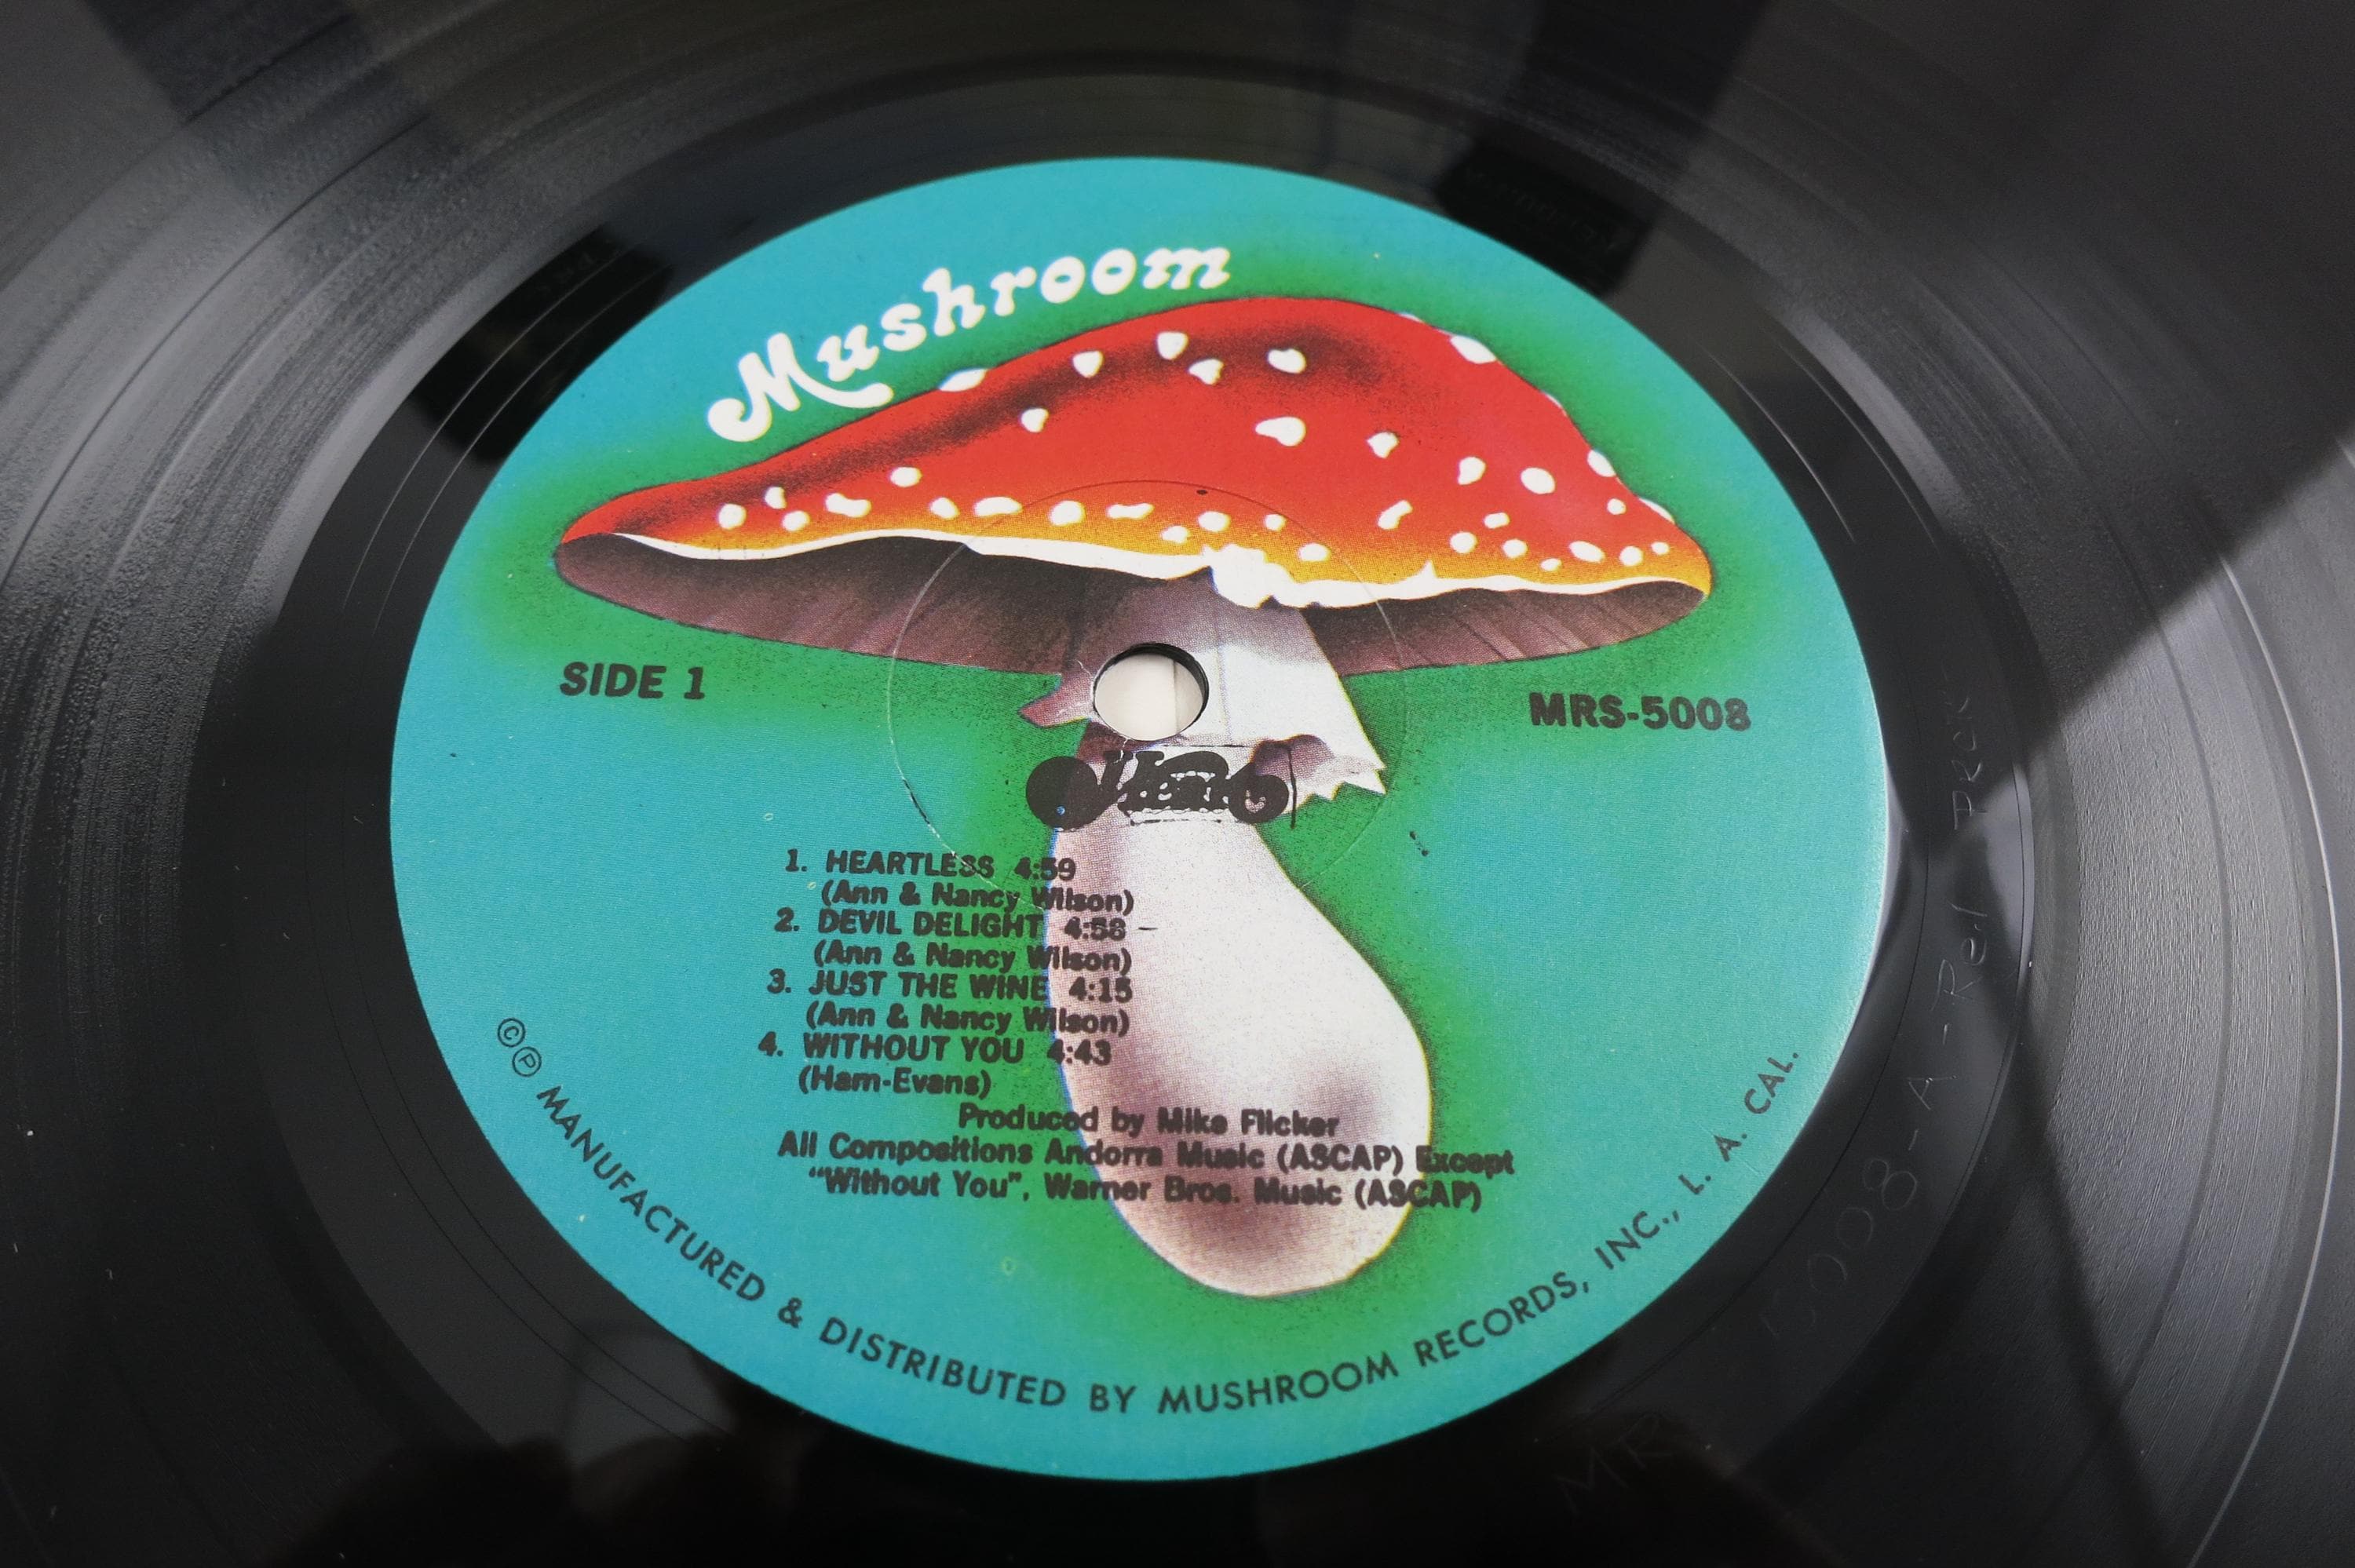 Mushroom
SIDE 1
MRS-5008
Heart
1. HEARTLESS 4:59
(Ann & Nancy Wilson)
2. DEVIL DELIGHT 4:58
(Ann & Nancy Wilson)
3. JUST THE WINE 4:15
(Ann & Nancy Wilson)
4. WITHOUT YOU 4:43
(Ham-Evans)
Produced by Mike Flicker
All Compositions Andorra Music (ASCAP) Except
“Without You”, Warner Bros. Music (ASCAP)
©℗ MANUFACTURED & DISTRIBUTED BY MUSHROOM RECORDS, INC., L. A. CAL.
5008-A-Rel